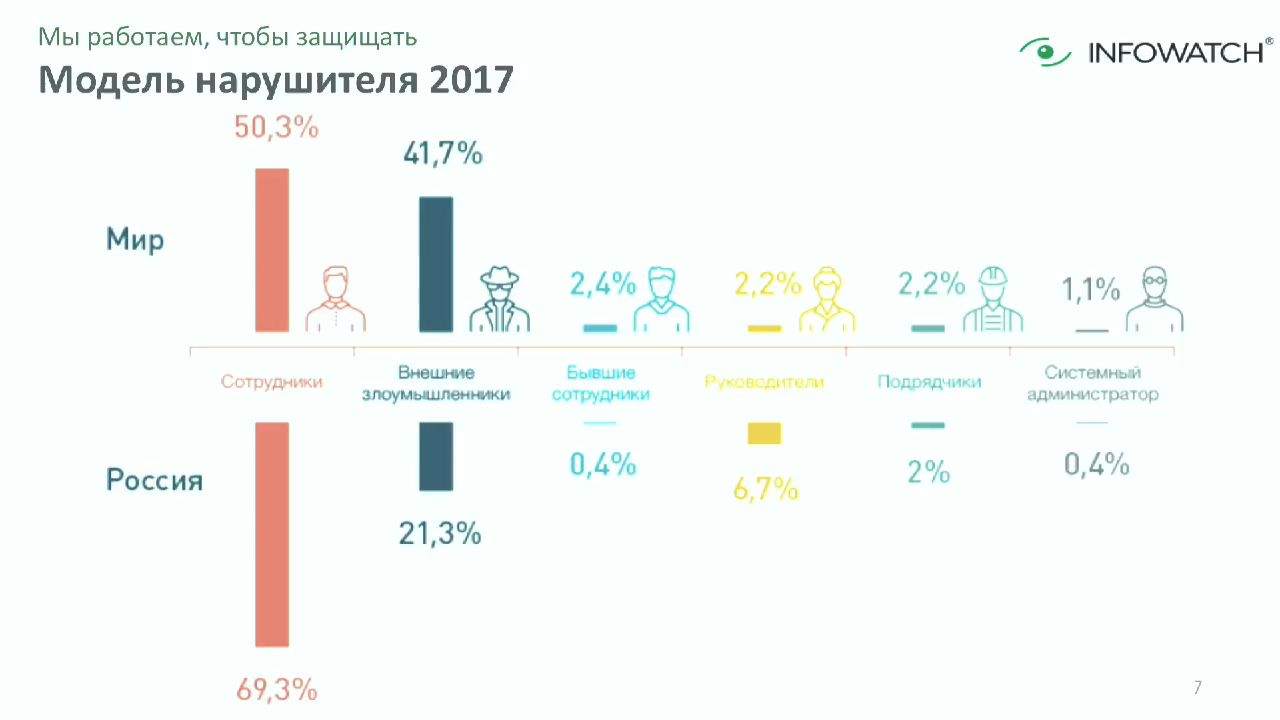 Мы работаем, чтобы защищать
Модель нарушителя 2017
INFOWATCH®
50,3%
41,7%
Мир
2,4%
2,2%
2,2%
1,1%
Сотрудники
Внешние
злоумышленники
Бывшие
сотрудники
Руководители
Подрядчики
Системный
администратор
Россия
69,3%
21,3%
0,4%
6,7%
2%
0,4%
7